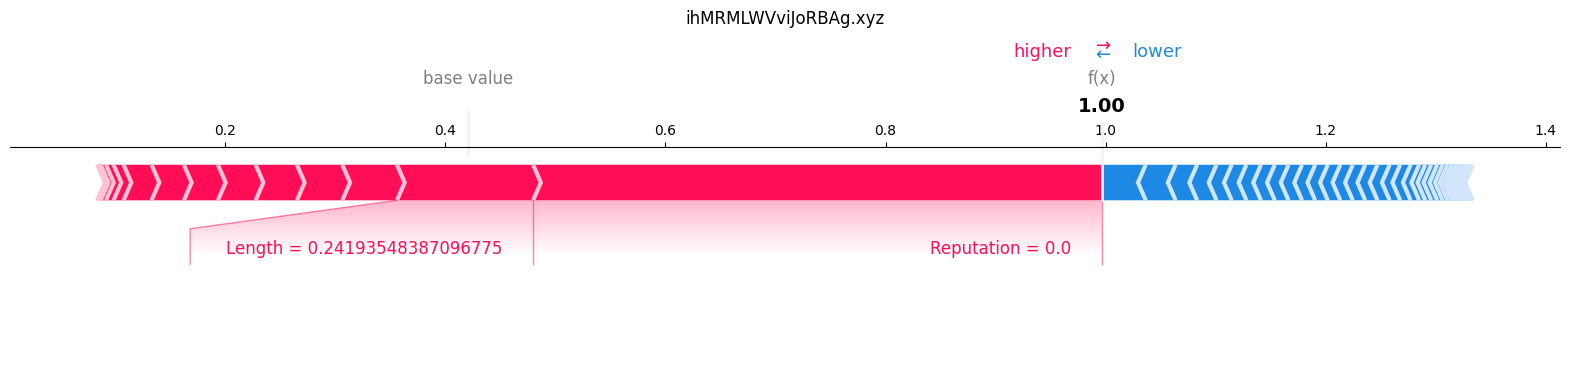 ihMRMLWVviJoRBAg.xyz
higher ⇄ lower
base value f(x)
1.00
0.2 0.4 0.6 0.8 1.0 1.2 1.4
Length = 0.24193548387096775 Reputation = 0.0